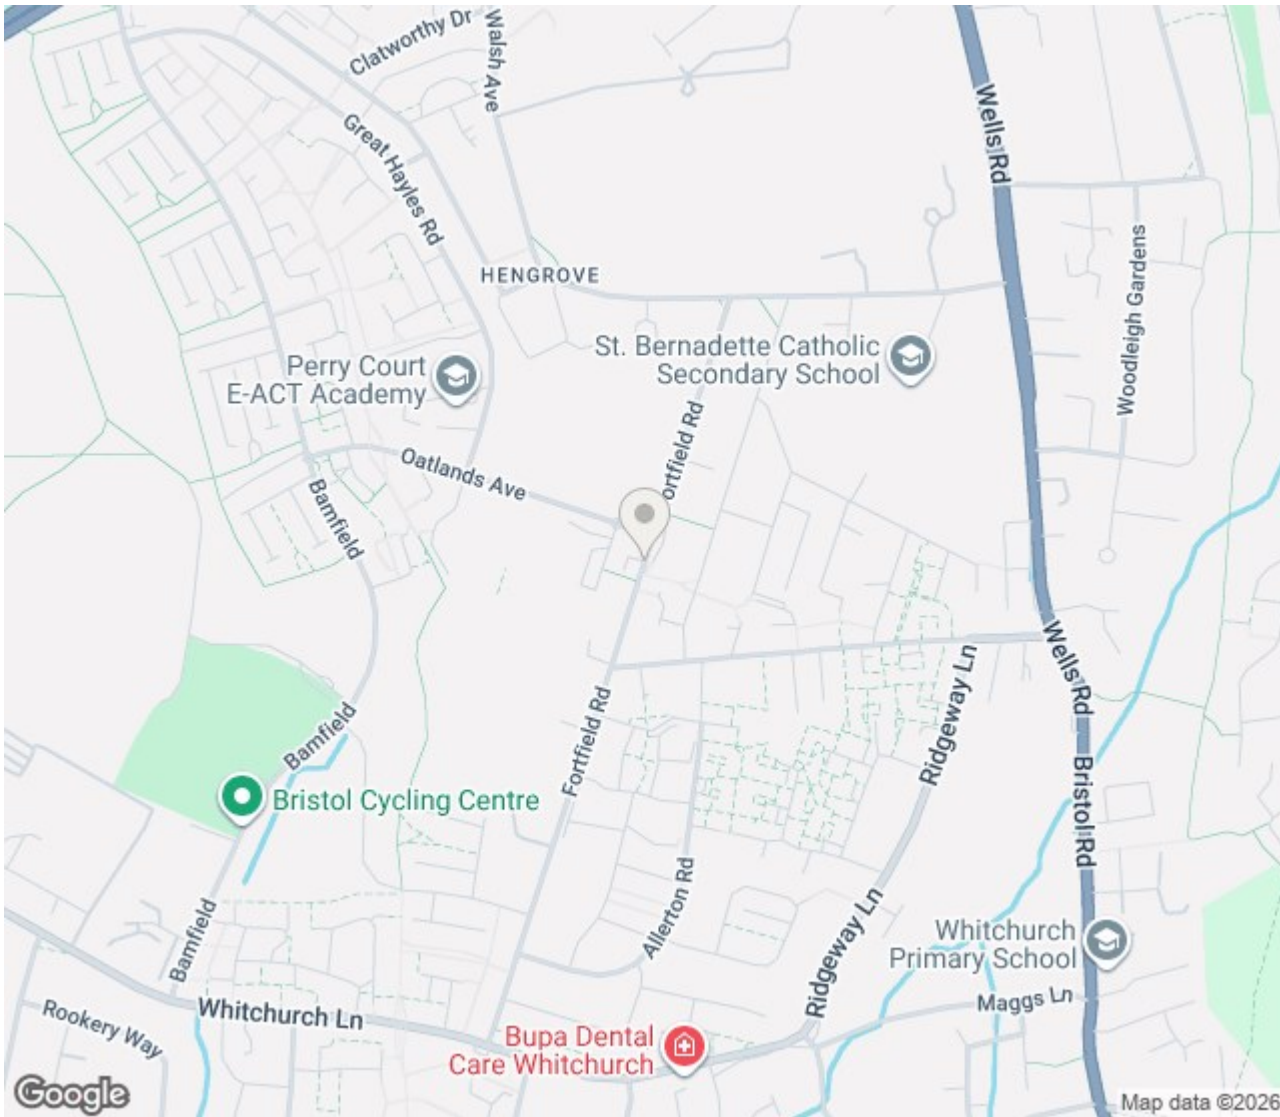 Clatworthy Dr
Walsh Ave
Great Hayles Rd
Wells Rd
HENGROVE
Woodleigh Gardens
St. Bernadette Catholic
Secondary School
Perry Court
E-ACT Academy
ortfield Rd
Oatlands Ave
Bamfield
Wells Rd
Ridgeway Ln
Fortfield Rd
Bamfield
Bristol Rd
Bristol Cycling Centre
Allerton Rd
Ridgeway Ln
Bamfield
Whitchurch
Primary School
Maggs Ln
Whitchurch Ln
Rookery Way
Bupa Dental
Care Whitchurch
Google
Map data ©2026